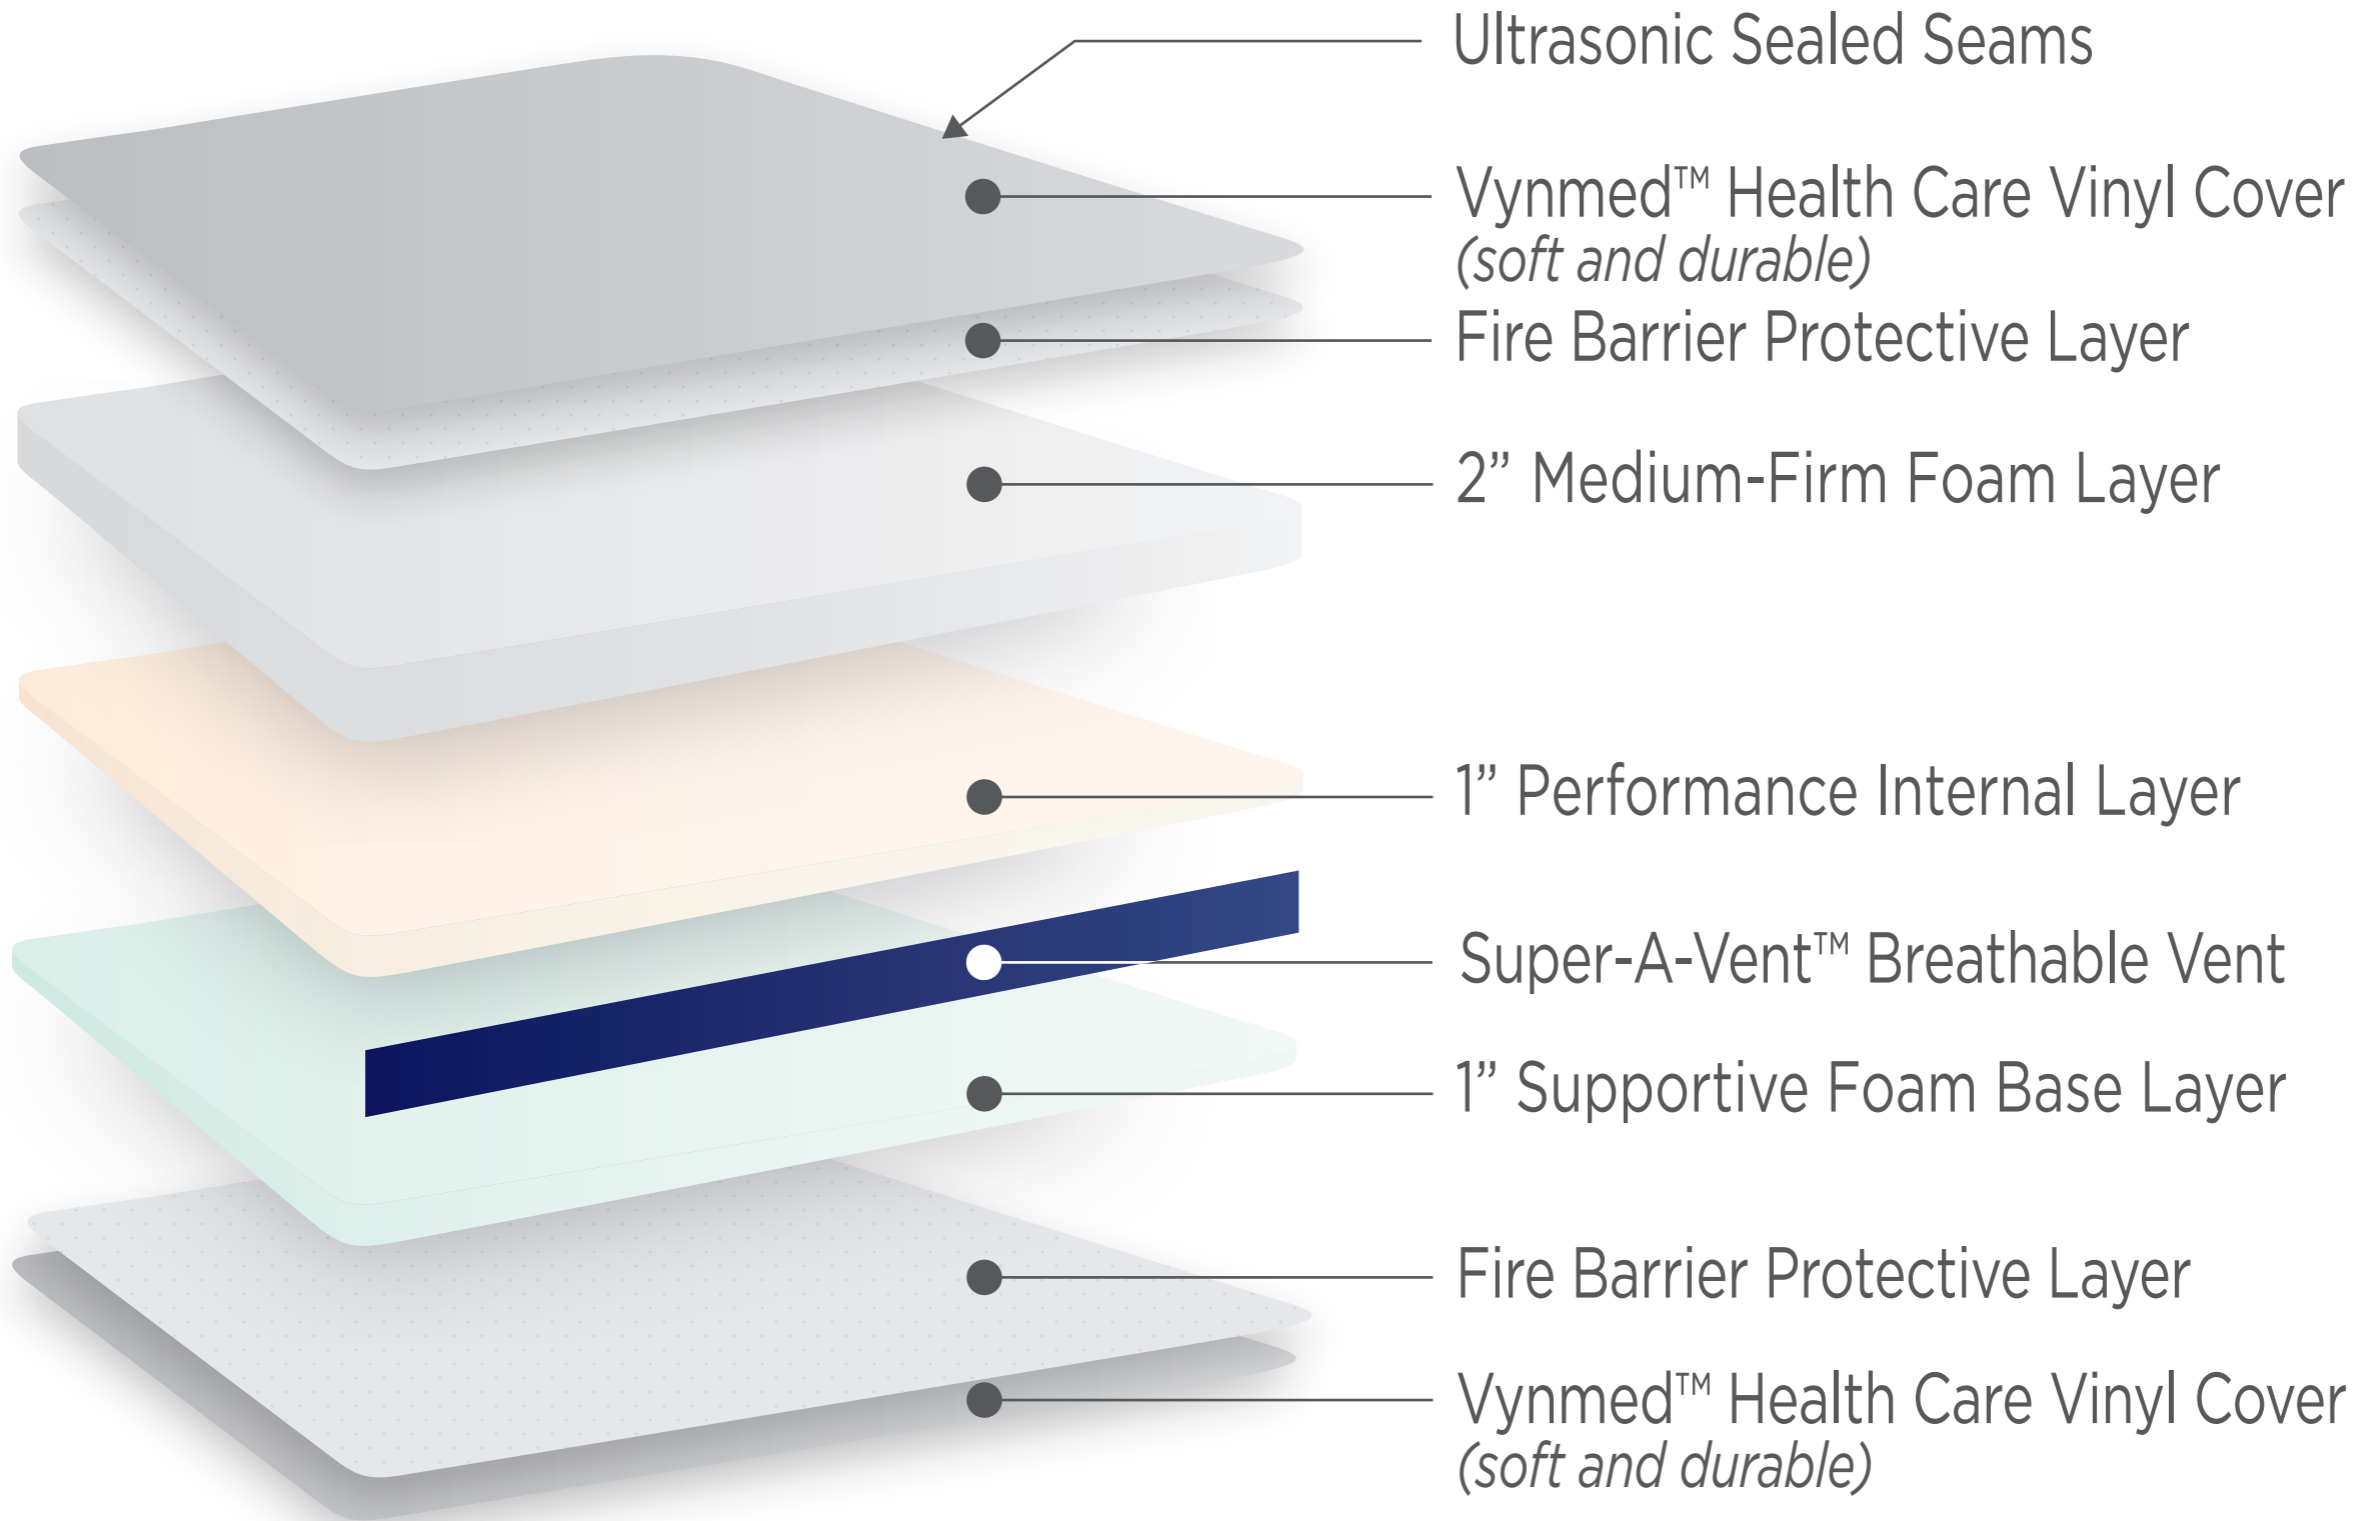 Ultrasonic Sealed Seams
Vynmed™ Health Care Vinyl Cover
(soft and durable)
Fire Barrier Protective Layer
2” Medium-Firm Foam Layer
1” Performance Internal Layer
Super-A-Vent™ Breathable Vent
1” Supportive Foam Base Layer
Fire Barrier Protective Layer
Vynmed™ Health Care Vinyl Cover
(soft and durable)